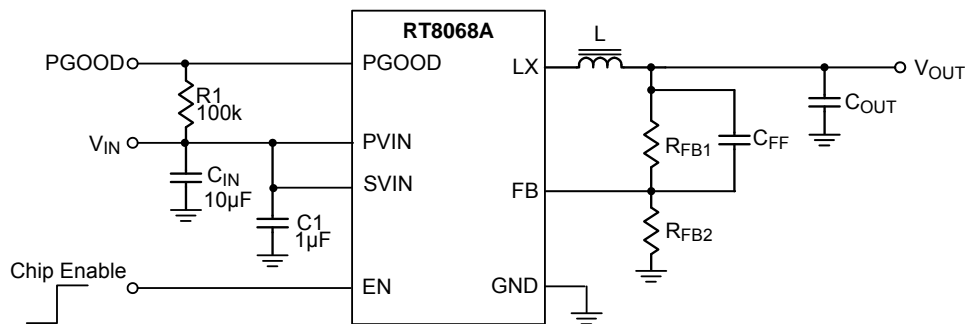 RT8068A
PGOOD
PGOOD
LX
L
VOUT
R1
100k
COUT
VIN
PVIN
RFB1
CFF
CIN
10µF
SVIN
FB
C1
1µF
RFB2
Chip Enable
EN
GND